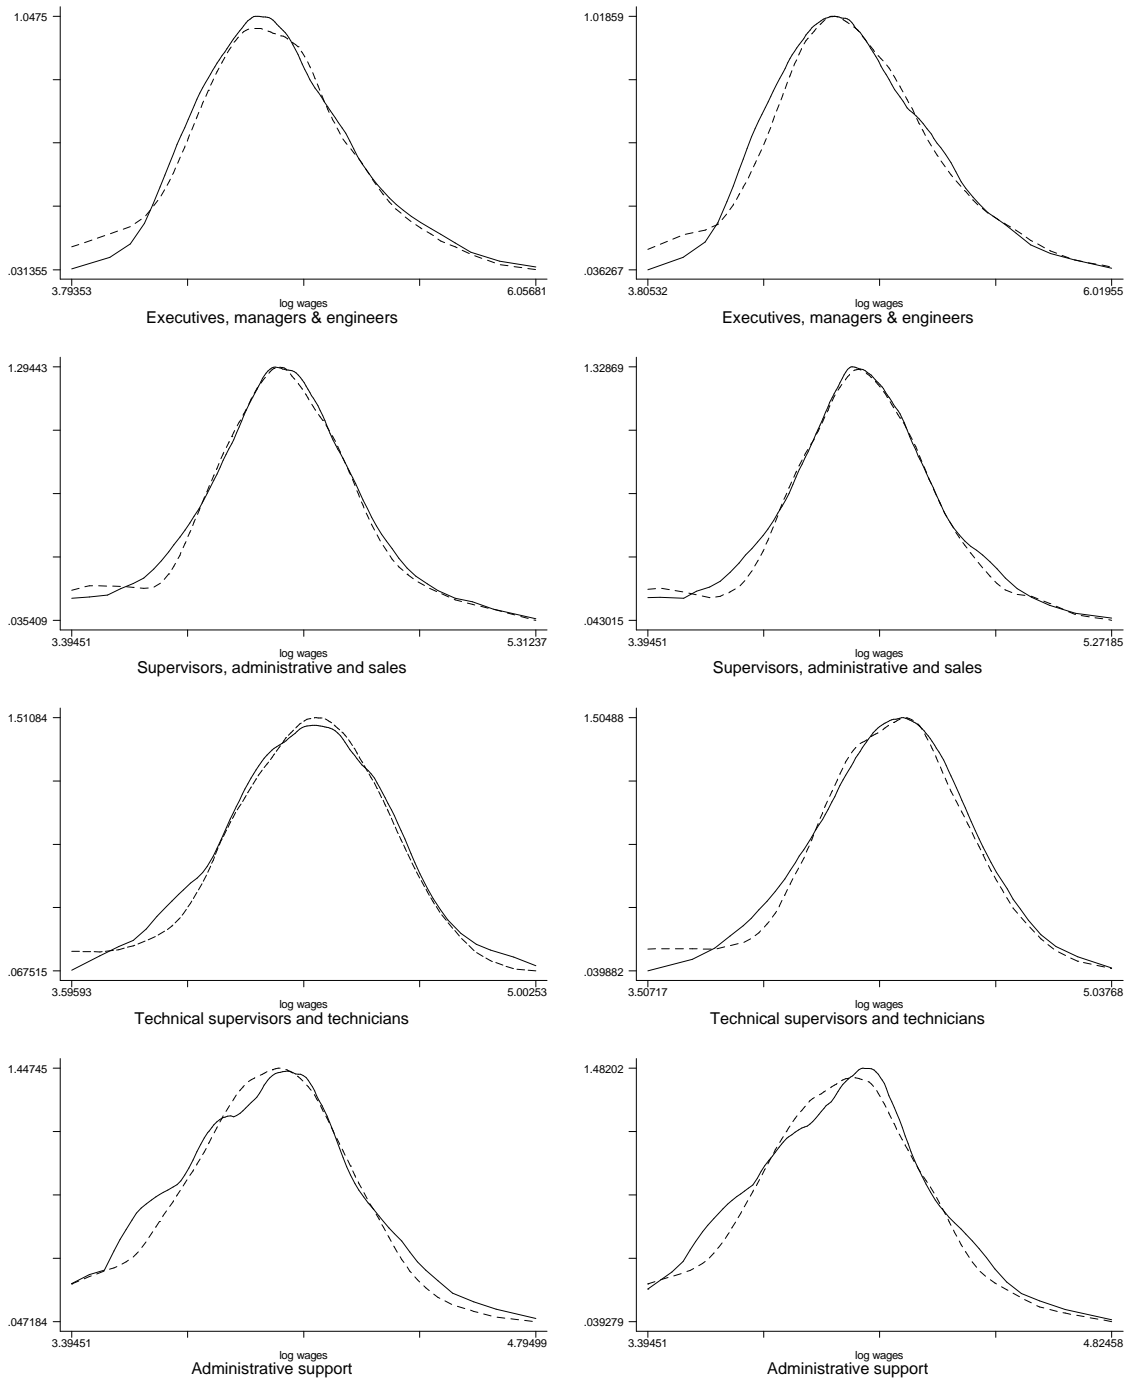 1.0475
.031355
3.79353
6.05681
log wages
Executives, managers & engineers
1.01859
.036267
3.80532
6.01955
log wages
Executives, managers & engineers
1.29443
.035409
3.39451
5.31237
log wages
Supervisors, administrative and sales
1.32869
.043015
3.39451
5.27185
log wages
Supervisors, administrative and sales
1.51084
.067515
3.59593
5.00253
log wages
Technical supervisors and technicians
1.50488
.039882
3.50717
5.03768
log wages
Technical supervisors and technicians
1.44745
.047184
3.39451
4.79499
log wages
Administrative support
1.48202
.039279
3.39451
4.82458
log wages
Administrative support